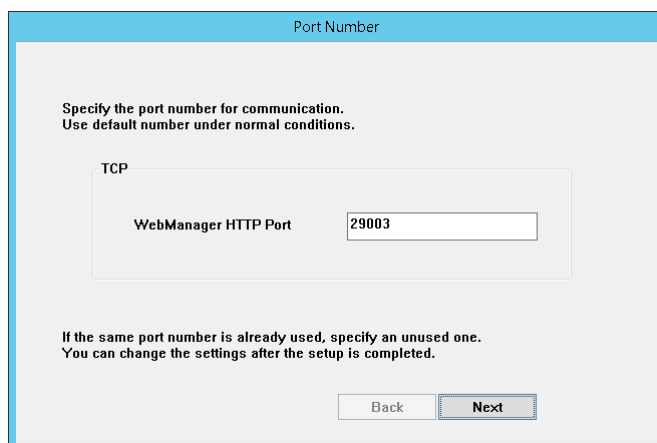 Port Number
Specify the port number for communication.
Use default number under normal conditions.
TCP
WebManager HTTP Port
29003
If the same port number is already used, specify an unused one.
You can change the settings after the setup is completed.
Back
Next